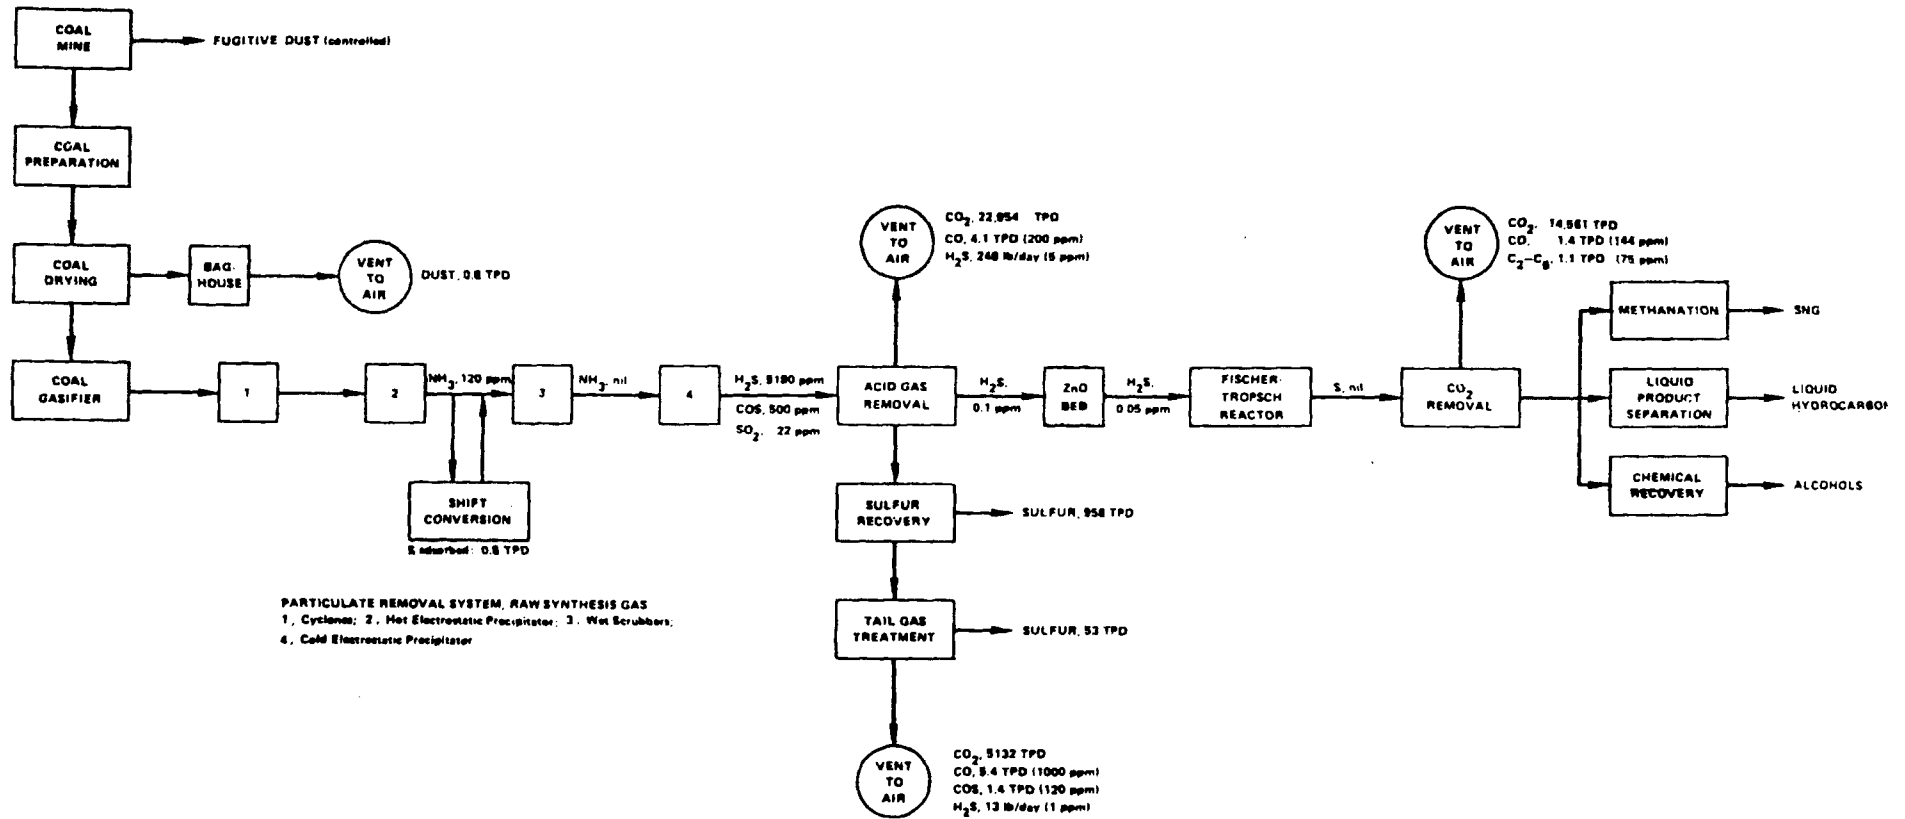 COAL
MINE
FUGITIVE DUST (controlled)
COAL
PREPARATION
COAL
DRYING
BAG-
HOUSE
VENT
TO
AIR
DUST, 0.6 TPD
COAL
GASIFIER
1
2
NH3, 120 ppm
SHIFT
CONVERSION
S adsorbed: 0.5 TPD
3
NH3, nil
4
H2S, 5190 ppm
COS, 500 ppm
SO2, 22 ppm
ACID GAS
REMOVAL
VENT
TO
AIR
CO2, 22,954 TPD
CO, 4.1 TPD (200 ppm)
H2S, 248 lb/day (5 ppm)
H2S,
0.1 ppm
ZnO
BED
H2S,
0.05 ppm
FISCHER-
TROPSCH
REACTOR
S, nil
CO2
REMOVAL
VENT
TO
AIR
CO2, 14,561 TPD
CO, 1.4 TPD (144 ppm)
C2–C6, 1.1 TPD (75 ppm)
METHANATION
SNG
LIQUID
PRODUCT
SEPARATION
LIQUID
HYDROCARBON
CHEMICAL
RECOVERY
ALCOHOLS
SULFUR
RECOVERY
SULFUR, 958 TPD
TAIL GAS
TREATMENT
SULFUR, 53 TPD
VENT
TO
AIR
CO2, 5132 TPD
CO, 5.4 TPD (1000 ppm)
COS, 1.4 TPD (120 ppm)
H2S, 13 lb/day (1 ppm)
PARTICULATE REMOVAL SYSTEM, RAW SYNTHESIS GAS
1, Cyclones; 2, Hot Electrostatic Precipitator; 3, Wet Scrubbers;
4, Cold Electrostatic Precipitator